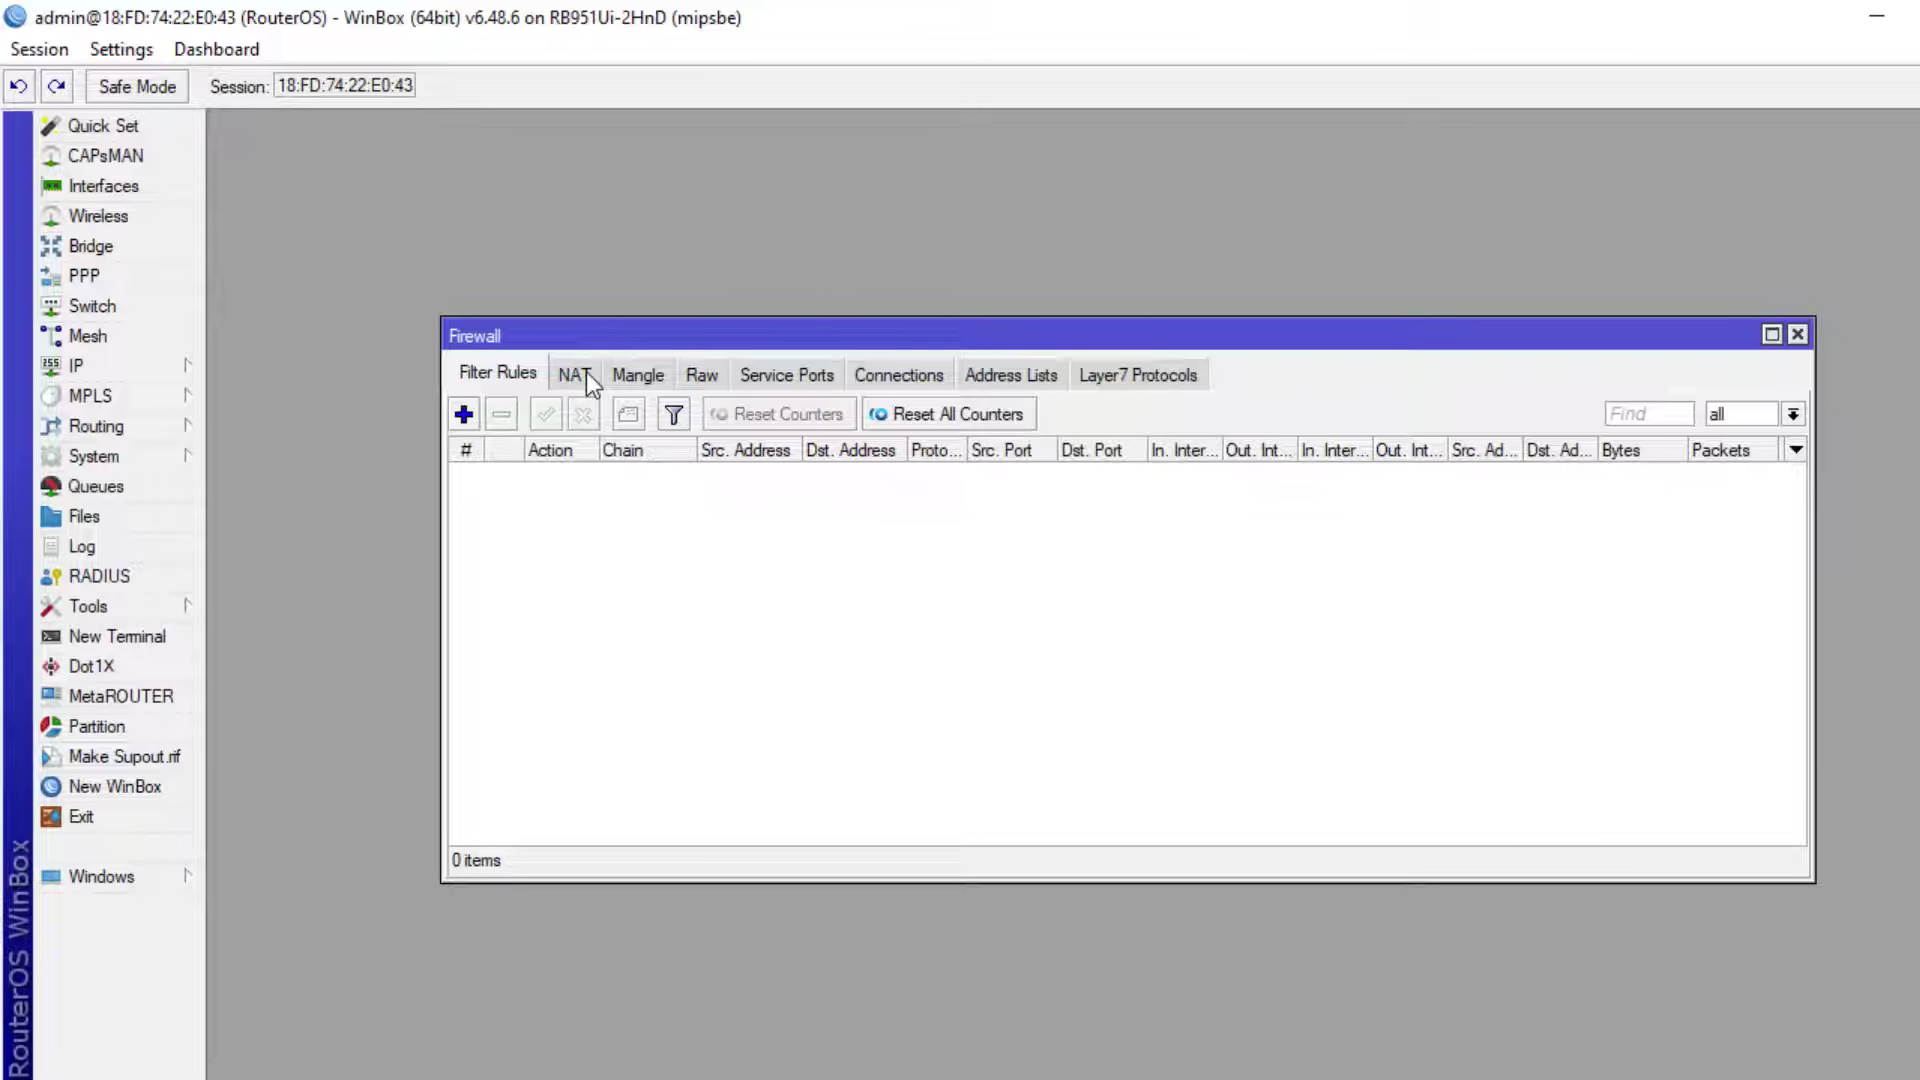 admin@18:FD:74:22:E0:43 (RouterOS) - WinBox (64bit) v6.48.6 on RB951Ui-2HnD (mipsbe)
Session Settings Dashboard
Safe Mode Session: 18:FD:74:22:E0:43
Quick Set
CAPsMAN
Interfaces
Wireless
Bridge
PPP
Switch
Mesh
IP
MPLS
Routing
System
Queues
Files
Log
RADIUS
Tools
New Terminal
Dot1X
MetaROUTER
Partition
Make Supout.rif
New WinBox
Exit
Windows
RouterOS WinBox
Firewall
Filter Rules NAT Mangle Raw Service Ports Connections Address Lists Layer7 Protocols
Reset Counters Reset All Counters Find all
# Action Chain Src. Address Dst. Address Proto... Src. Port Dst. Port In. Inter... Out. Int... In. Inter... Out. Int... Src. Ad... Dst. Ad... Bytes Packets
0 items